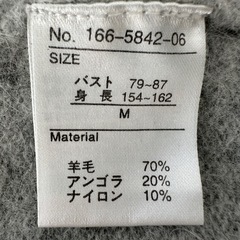 No. 166-5842-06
SIZE
バスト 79~87
身長 154~162
M
Material
羊毛 70%
アンゴラ 20%
ナイロン 10%